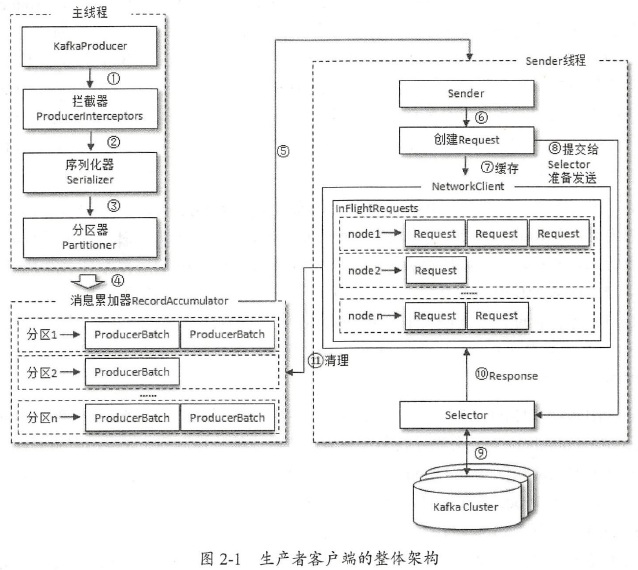 主线程
KafkaProducer
①
拦截器
ProducerInterceptors
②
序列化器
Serializer
③
分区器
Partitioner
④
消息累加器RecordAccumulator
分区1
ProducerBatch ProducerBatch
分区2
ProducerBatch
......
分区n
ProducerBatch ProducerBatch
⑤
Sender线程
Sender
⑥
创建Request
⑦缓存
⑧提交给
Selector
准备发送
NetworkClient
InFlightRequests
node1 Request Request Request
node2 Request
......
node n Request Request
⑪清理
⑩Response
Selector
⑨
Kafka Cluster
图 2-1 生产者客户端的整体架构